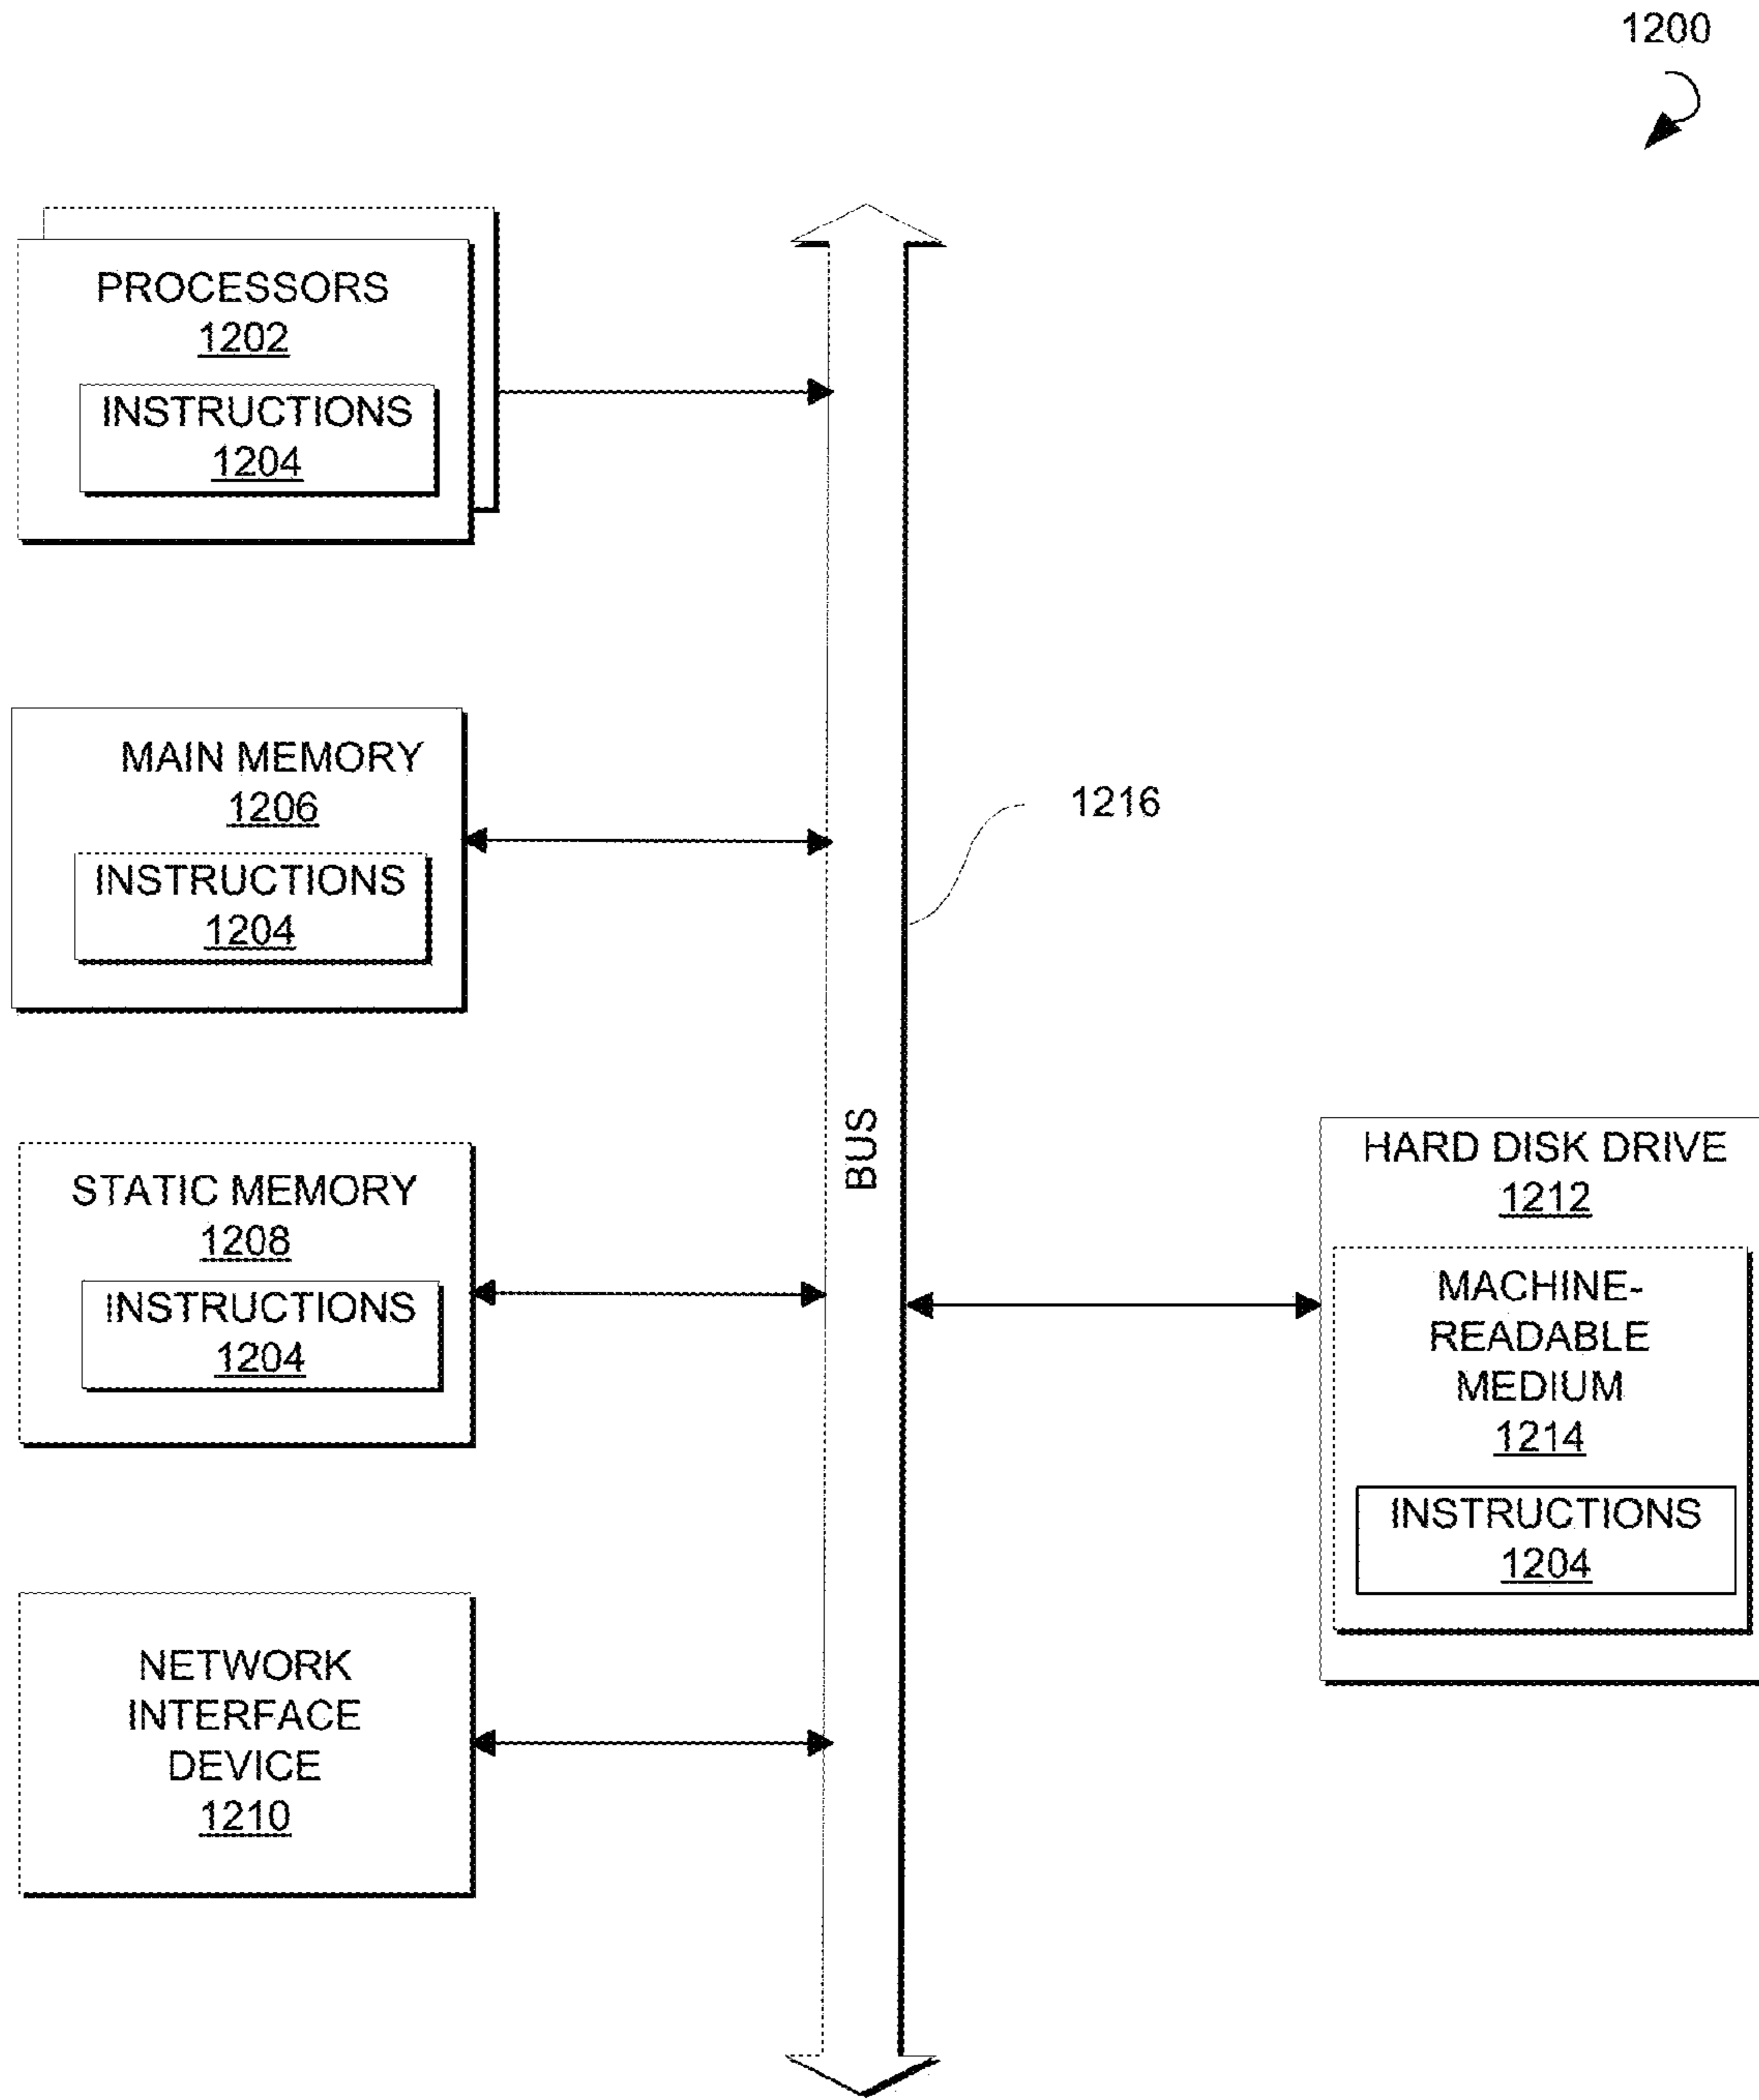 1200
PROCESSORS
1202
INSTRUCTIONS
1204
MAIN MEMORY
1206
INSTRUCTIONS
1204
1216
BUS
STATIC MEMORY
1208
INSTRUCTIONS
1204
HARD DISK DRIVE
1212
MACHINE-
READABLE
MEDIUM
1214
INSTRUCTIONS
1204
NETWORK
INTERFACE
DEVICE
1210